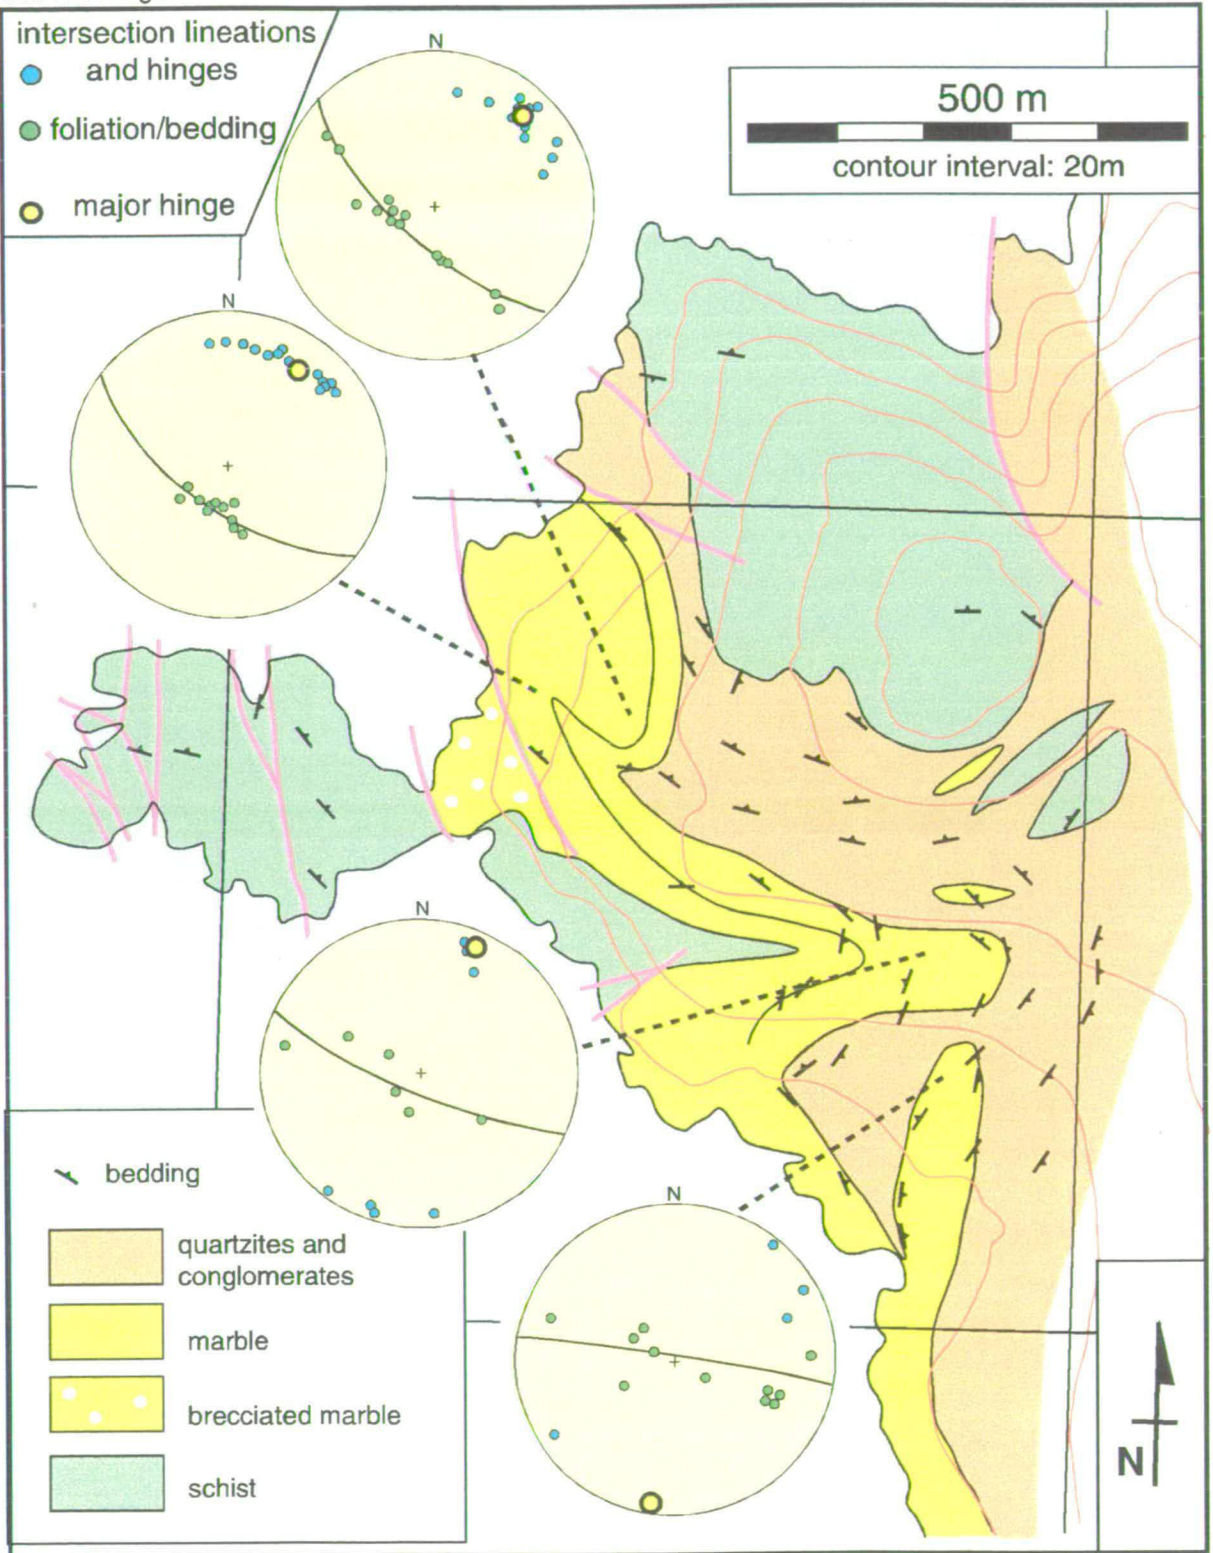 intersection lineations
and hinges
foliation/bedding
major hinge
N
500 m
contour interval: 20m
N
N
N
bedding
quartzites and
conglomerates
marble
brecciated marble
schist
N